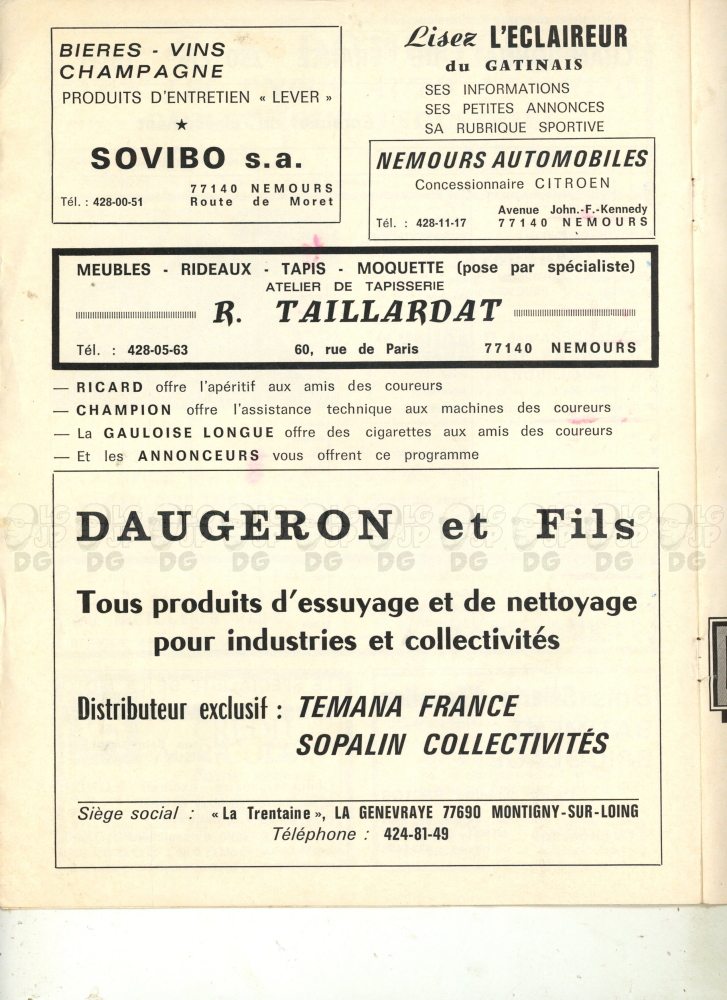 BIERES - VINS
CHAMPAGNE
PRODUITS D'ENTRETIEN « LEVER »
★
SOVIBO s.a.
77140 NEMOURS
Tél. : 428-00-51 Route de Moret
Lisez L'ECLAIREUR
du GATINAIS
SES INFORMATIONS
SES PETITES ANNONCES
SA RUBRIQUE SPORTIVE
NEMOURS AUTOMOBILES
Concessionnaire CITROEN
Avenue John.-F.-Kennedy
Tél. : 428-11-17 77140 NEMOURS
MEUBLES - RIDEAUX - TAPIS - MOQUETTE (pose par spécialiste)
ATELIER DE TAPISSERIE
R. TAILLARDAT
Tél. : 428-05-63 60, rue de Paris 77140 NEMOURS
— RICARD offre l'apéritif aux amis des coureurs
— CHAMPION offre l'assistance technique aux machines des coureurs
— La GAULOISE LONGUE offre des cigarettes aux amis des coureurs
— Et les ANNONCEURS vous offrent ce programme
DAUGERON et Fils
Tous produits d'essuyage et de nettoyage
pour industries et collectivités
Distributeur exclusif : TEMANA FRANCE
SOPALIN COLLECTIVITÉS
Siège social : « La Trentaine », LA GENEVRAYE 77690 MONTIGNY-SUR-LOING
Téléphone : 424-81-49